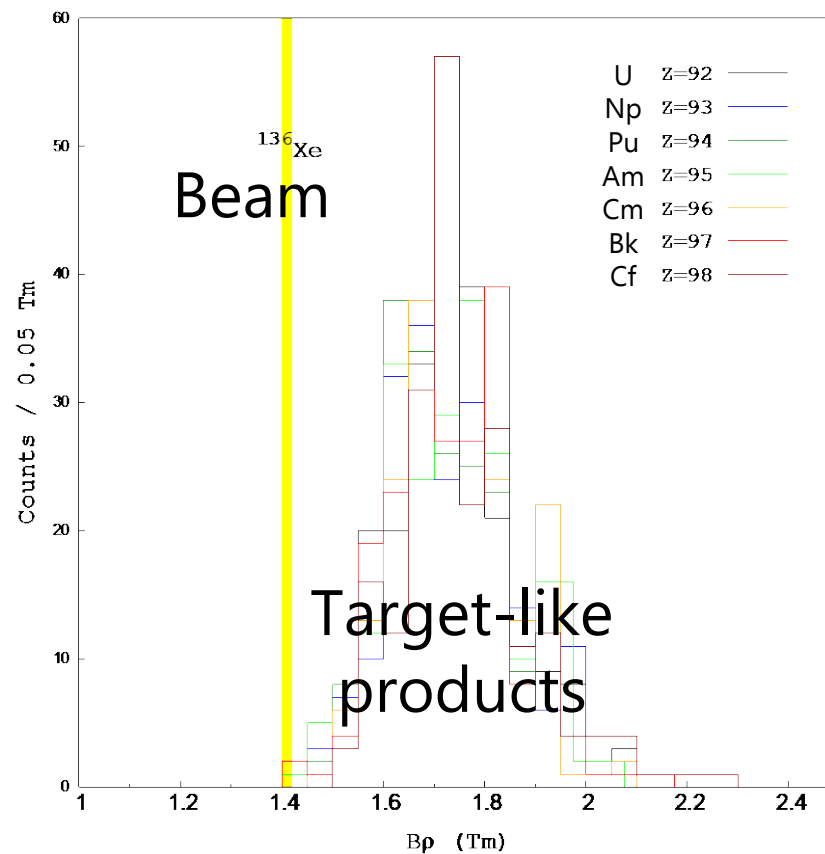 60
50
40
30
20
10
0
Counts / 0.05 Tm
136Xe
Beam
U Z=92
Np Z=93
Pu Z=94
Am Z=95
Cm Z=96
Bk Z=97
Cf Z=98
Target-like
products
1 1.2 1.4 1.6 1.8 2 2.2 2.4
Bρ (Tm)